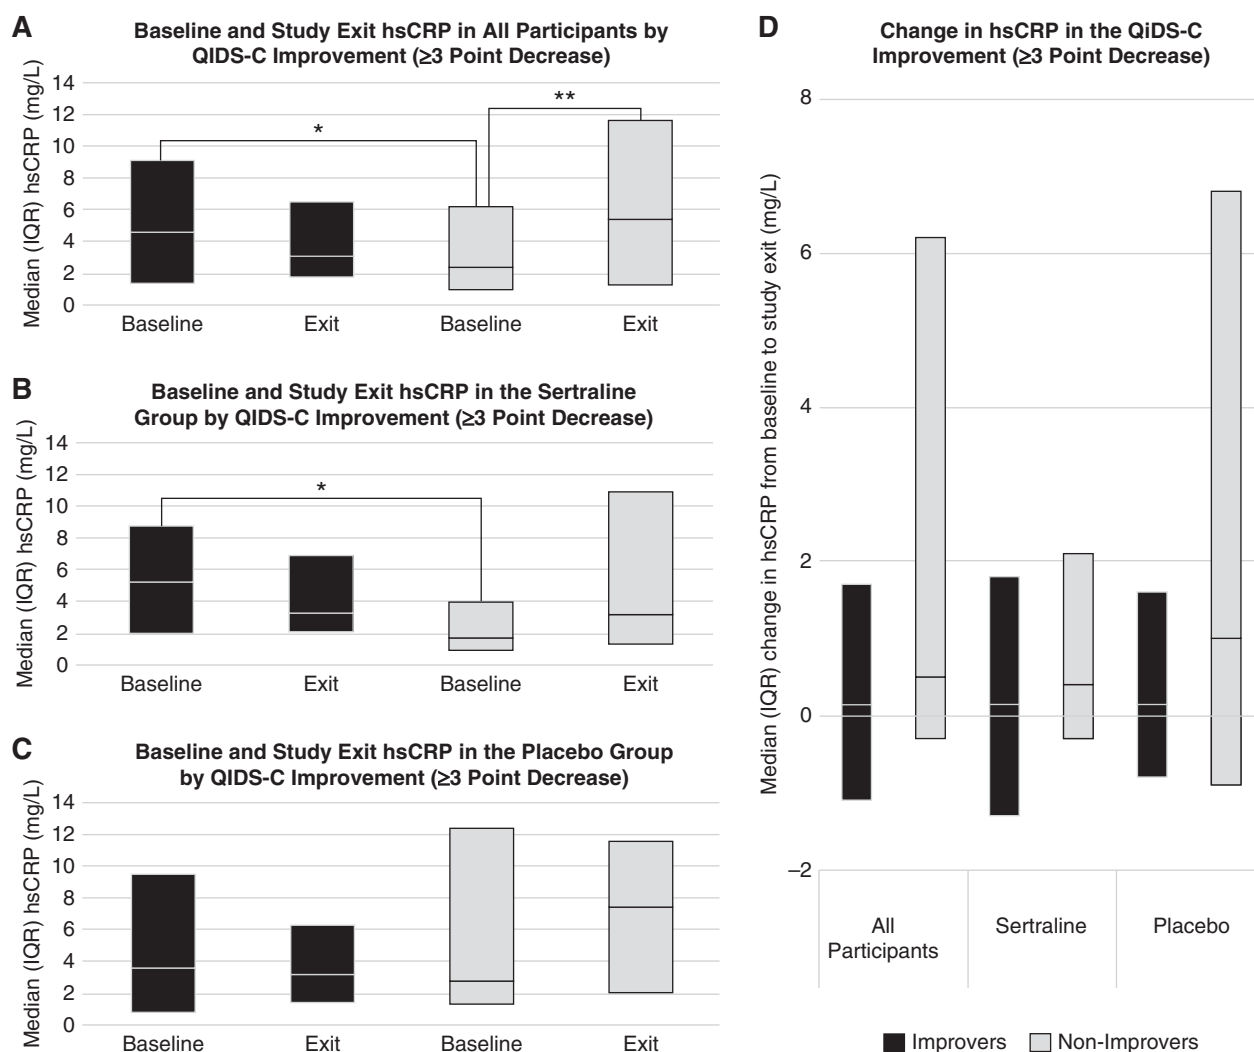 A
Baseline and Study Exit hsCRP in All Participants by
QIDS-C Improvement (≥3 Point Decrease)
Median (IQR) hsCRP (mg/L)
14
12
10
8
6
4
2
0
*
**
Baseline
Exit
Baseline
Exit
B
Baseline and Study Exit hsCRP in the Sertraline
Group by QIDS-C Improvement (≥3 Point Decrease)
Median (IQR) hsCRP (mg/L)
14
12
10
8
6
4
2
0
*
Baseline
Exit
Baseline
Exit
C
Baseline and Study Exit hsCRP in the Placebo Group
by QIDS-C Improvement (≥3 Point Decrease)
Median (IQR) hsCRP (mg/L)
14
12
10
8
6
4
2
0
Baseline
Exit
Baseline
Exit
D
Change in hsCRP in the QiDS-C
Improvement (≥3 Point Decrease)
Median (IQR) change in hsCRP from baseline to study exit (mg/L)
8
6
4
2
0
–2
All
Participants
Sertraline
Placebo
Improvers
Non-Improvers